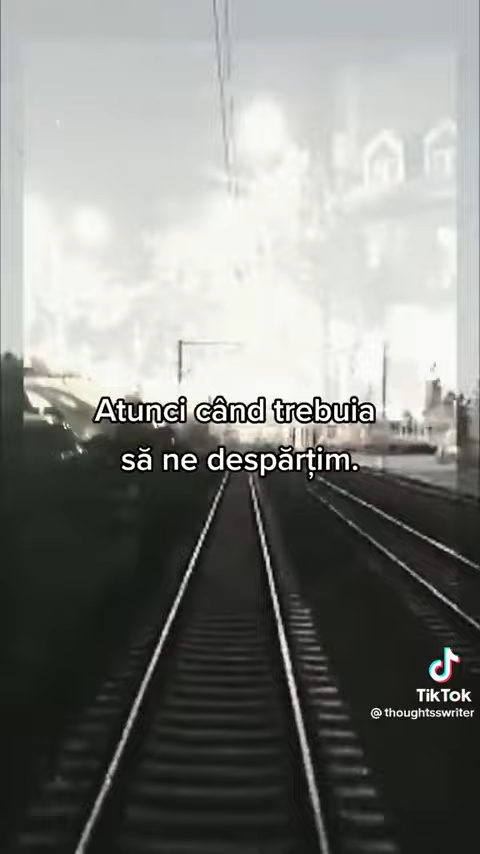 Atunci când trebuia
să ne despărțim.
TikTok
@thoughtsswriter